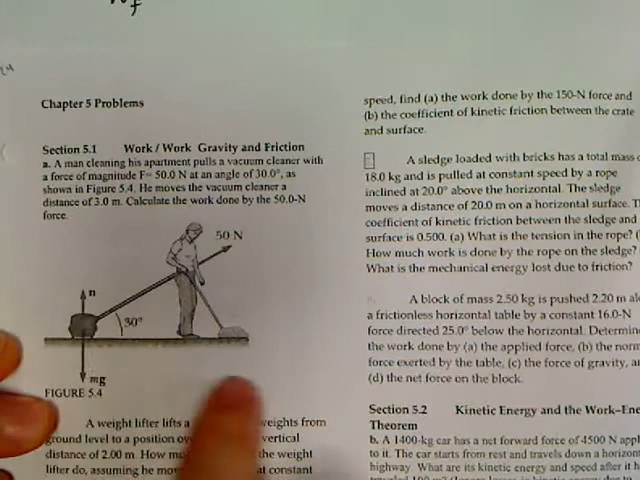 Chapter 5 Problems
Section 5.1 Work / Work Gravity and Friction
a. A man cleaning his apartment pulls a vacuum cleaner with
a force of magnitude F= 50.0 N at an angle of 30.0°, as
shown in Figure 5.4. He moves the vacuum cleaner a
distance of 3.0 m. Calculate the work done by the 50.0-N
force.
50 N
n
30°
mg
FIGURE 5.4
A weight lifter lifts a weights from
ground level to a position vertical
distance of 2.00 m. How the weight
lifter do, assuming he constant
speed, find (a) the work done by the 150-N force and
(b) the coefficient of kinetic friction between the crate
and surface.
A sledge loaded with bricks has a total mass
18.0 kg and is pulled at constant speed by a rope
inclined at 20.0° above the horizontal. The sledge
moves a distance of 20.0 m on a horizontal surface.
coefficient of kinetic friction between the sledge and
surface is 0.500. (a) What is the tension in the rope?
How much work is done by the rope on the sledge?
What is the mechanical energy lost due to friction?
A block of mass 2.50 kg is pushed 2.20 m
a frictionless horizontal table by a constant 16.0-N
force directed 25.0° below the horizontal.
the work done by (a) the applied force, (b) the
force exerted by the table, (c) the force of gravity,
(d) the net force on the block.
Section 5.2 Kinetic Energy and the
Theorem
b. A 1400-kg car has a net forward force of 4500 N
to it. The car starts from rest and travels down a
highway. What are its kinetic energy and speed after it